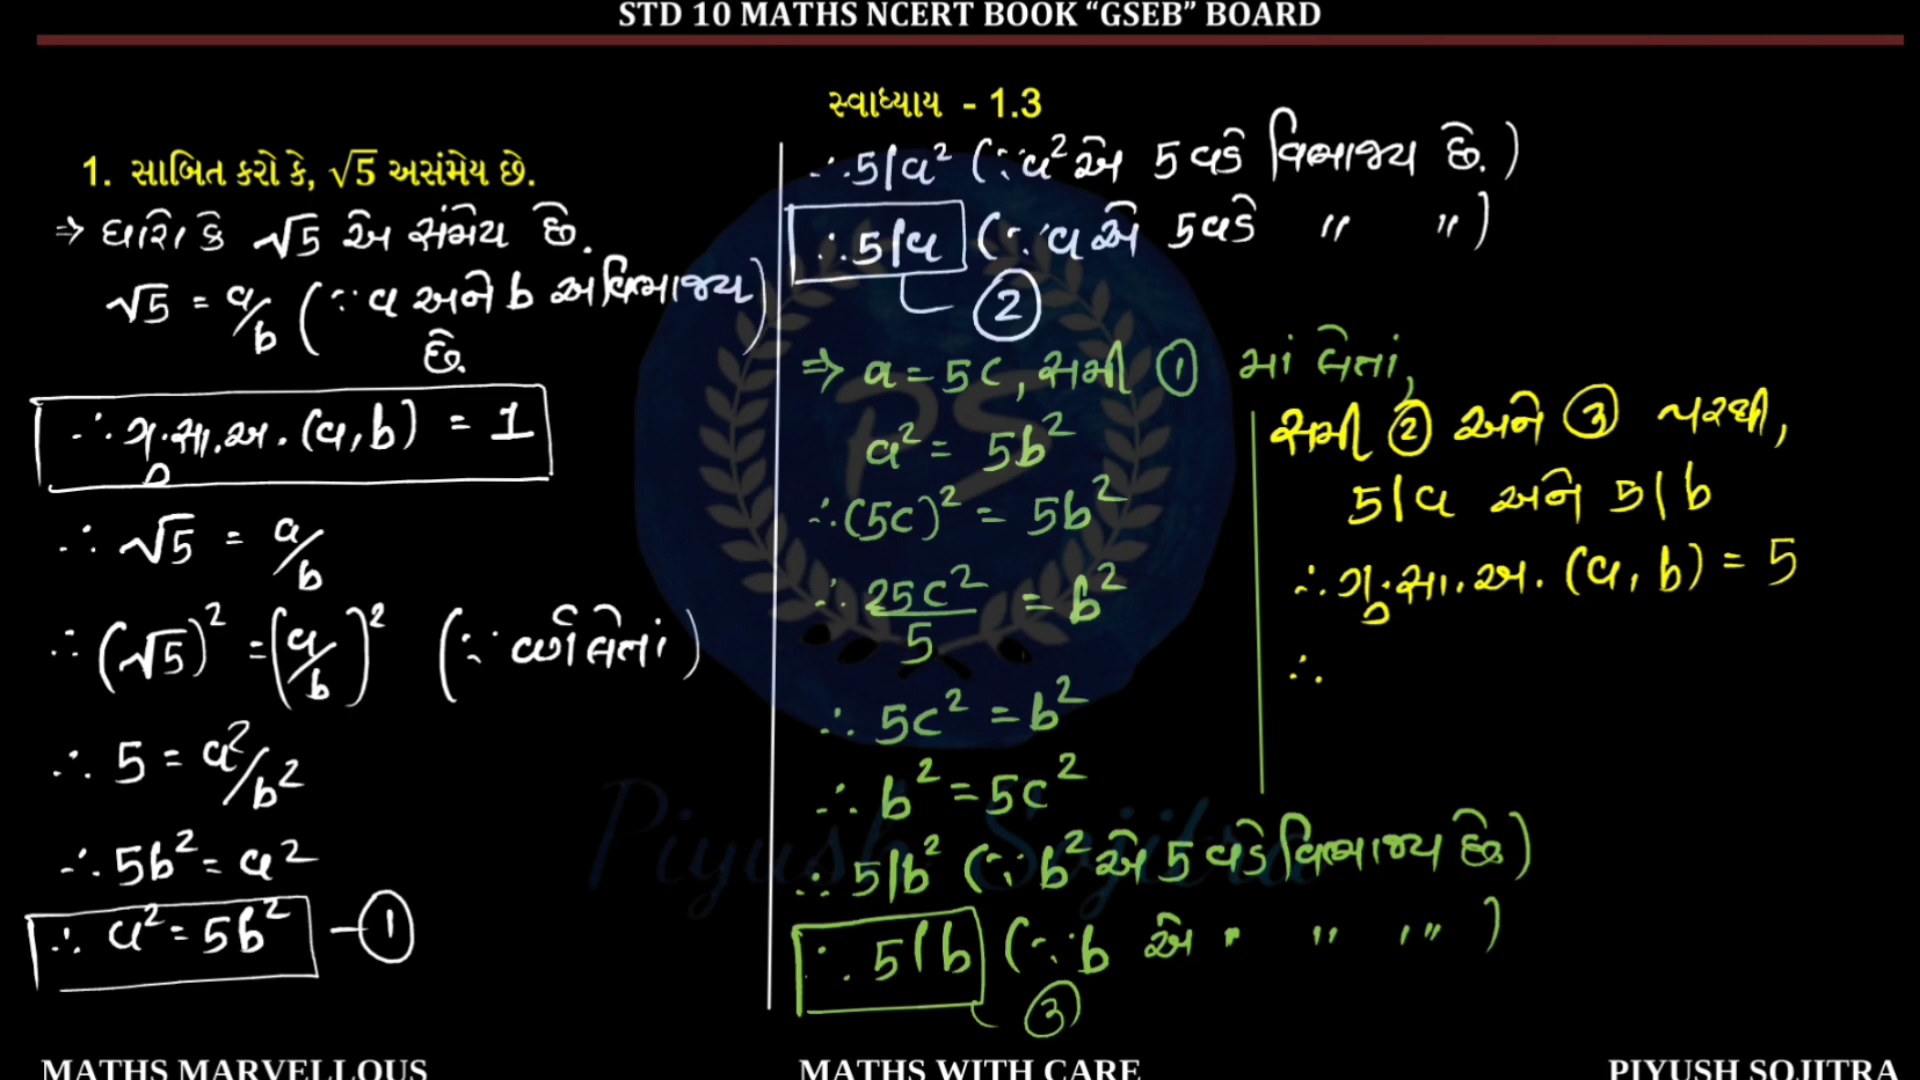 STD 10 MATHS NCERT BOOK “GSEB” BOARD
સ્વાધ્યાય - 1.3
1. સાબિત કરો કે, √5 અસંમેય છે.
⇒ ધારો કે √5 એ સંમેય છે.
√5 = a/b (∵ a અને b અવિભાજ્ય છે.)
∴ ગુ.સા.અ. (a, b) = 1
∴ √5 = a/b
∴ (√5)² = (a/b)² (∵ વર્ગ લેતાં)
∴ 5 = a²/b²
∴ 5b² = a²
∴ a² = 5b² —①
∴ 5|a² (∵ a² એ 5 વડે વિભાજ્ય છે.)
∴ 5|a (∵ a એ 5 વડે " ")
②
⇒ a = 5c, સમી ① માં લેતાં,
a² = 5b²
∴ (5c)² = 5b²
∴ 25c²/5 = b²
∴ 5c² = b²
∴ b² = 5c²
∴ 5|b² (∵ b² એ 5 વડે વિભાજ્ય છે)
∴ 5|b (∵ b એ " " ")
③
સમી ② અને ③ પરથી,
5|a અને 5|b
∴ ગુ.સા.અ. (a, b) = 5
∴
Piyush Sojitra
MATHS MARVELLOUS MATHS WITH CARE PIYUSH SOJITRA